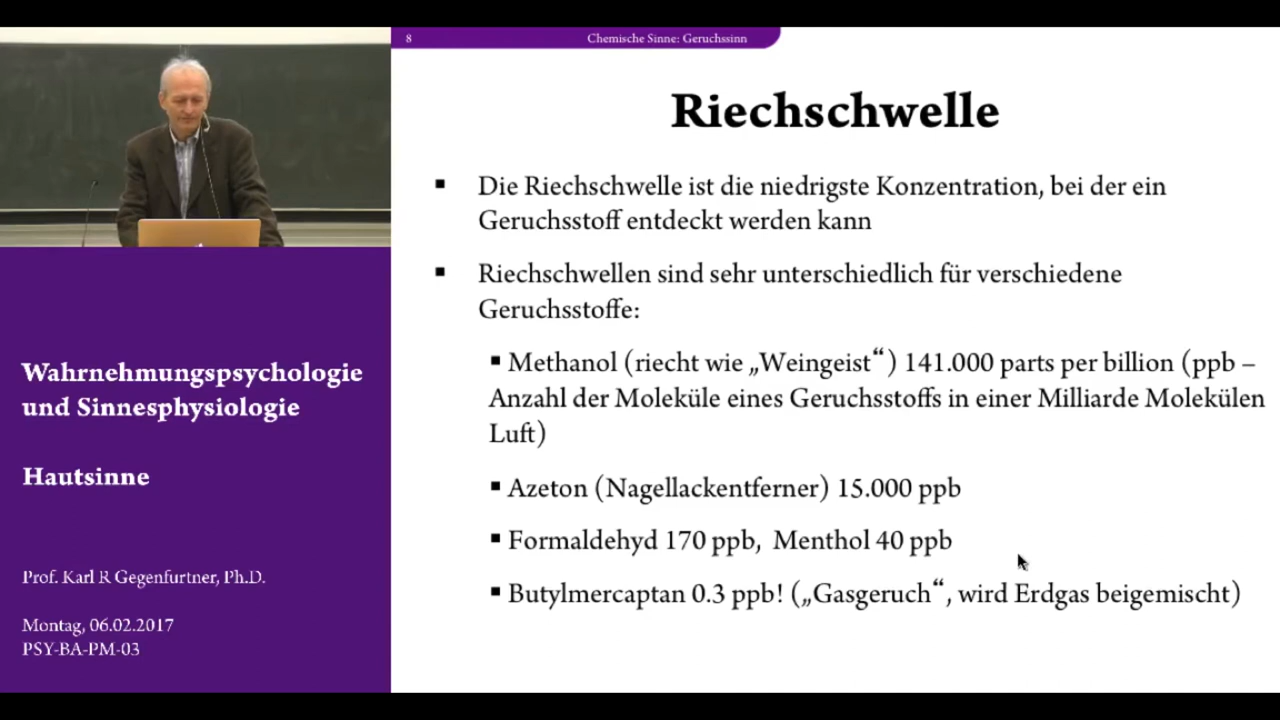 8
Chemische Sinne: Geruchssinn
Riechschwelle
▪ Die Riechschwelle ist die niedrigste Konzentration, bei der ein
Geruchsstoff entdeckt werden kann
▪ Riechschwellen sind sehr unterschiedlich für verschiedene
Geruchsstoffe:
▪ Methanol (riecht wie „Weingeist“) 141.000 parts per billion (ppb –
Anzahl der Moleküle eines Geruchsstoffs in einer Milliarde Molekülen
Luft)
▪ Azeton (Nagellackentferner) 15.000 ppb
▪ Formaldehyd 170 ppb,  Menthol 40 ppb
▪ Butylmercaptan 0.3 ppb! („Gasgeruch“, wird Erdgas beigemischt)
Wahrnehmungspsychologie
und Sinnesphysiologie
Hautsinne
Prof. Karl R Gegenfurtner, Ph.D.
Montag, 06.02.2017
PSY-BA-PM-03